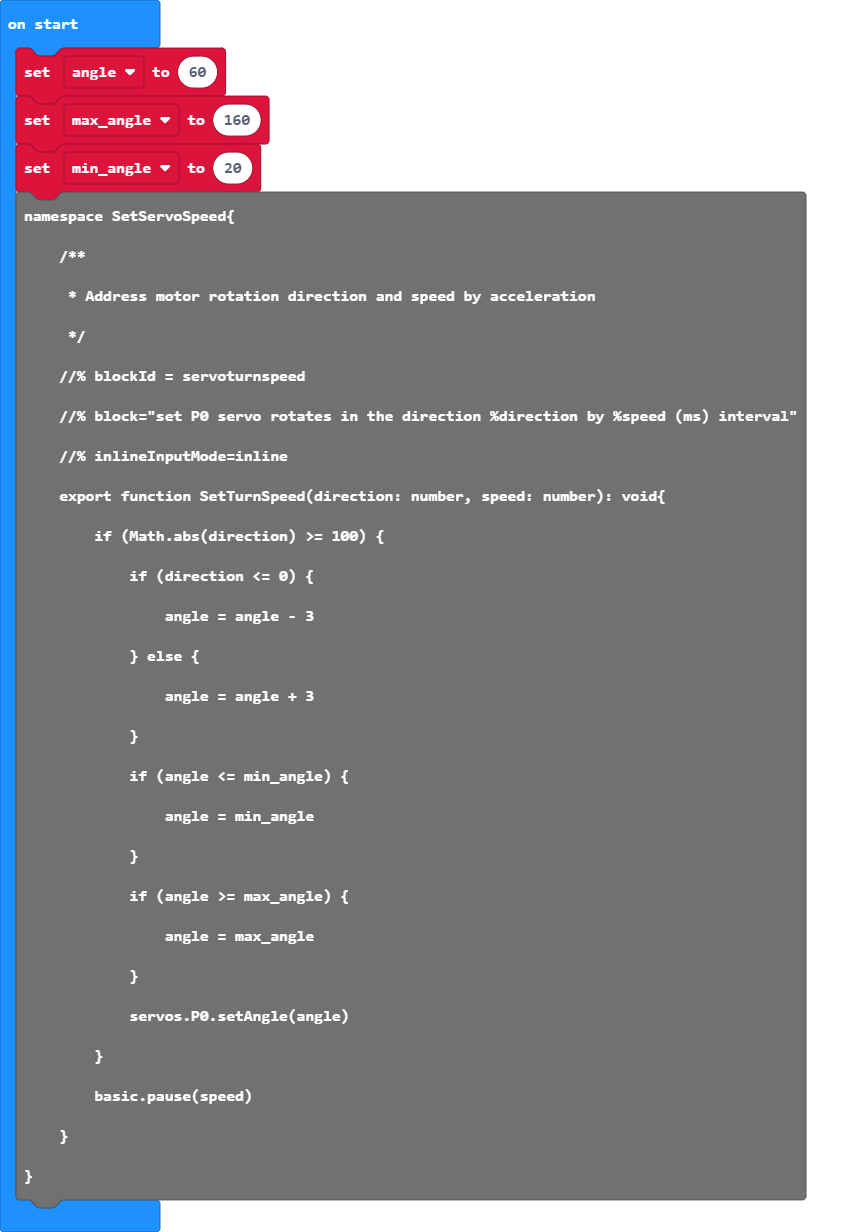 on start
set angle to 60
set max_angle to 160
set min_angle to 20
namespace SetServoSpeed{
    /**
     * Address motor rotation direction and speed by acceleration
     */
    //% blockId = servoturnspeed
    //% block="set P0 servo rotates in the direction %direction by %speed (ms) interval"
    //% inlineInputMode=inline
    export function SetTurnSpeed(direction: number, speed: number): void{
        if (Math.abs(direction) >= 100) {
            if (direction <= 0) {
                angle = angle - 3
            } else {
                angle = angle + 3
            }
            if (angle <= min_angle) {
                angle = min_angle
            }
            if (angle >= max_angle) {
                angle = max_angle
            }
            servos.P0.setAngle(angle)
        }
        basic.pause(speed)
    }
}